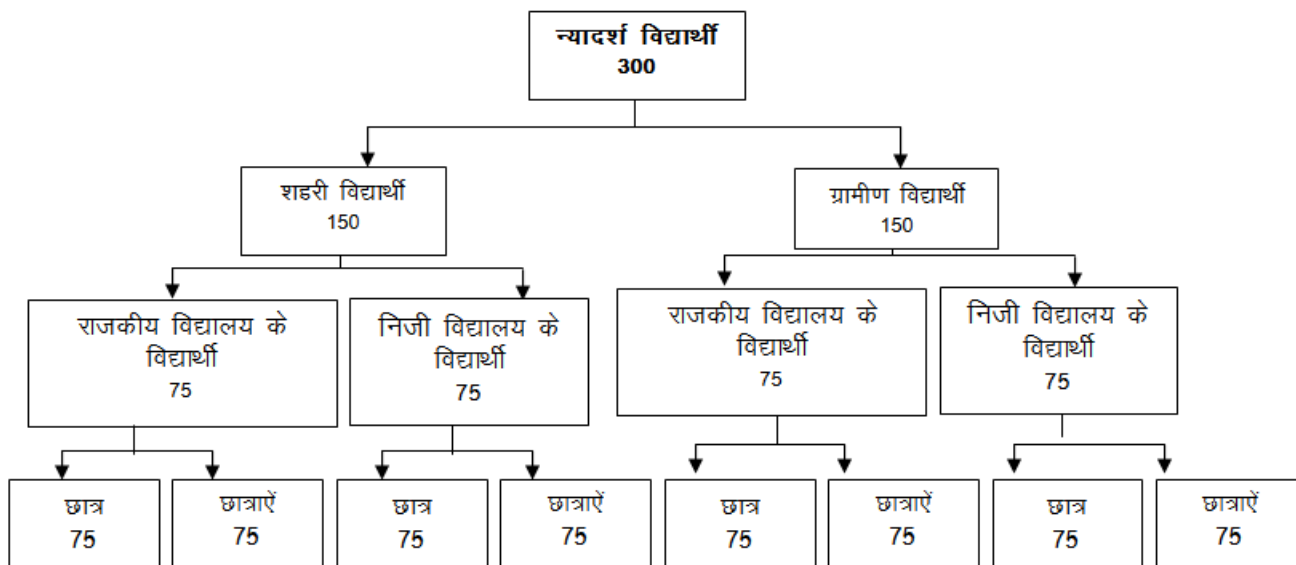 न्यादर्श विद्यार्थी
300
शडरी विद्यार्थी
150
ग्रामीण विद्यार्थी
150
राजकीय विद्यालय के
विद्यार्थी
75
निजी विद्यालय के
विद्यार्थी
75
राजकीय विद्यालय के
विद्यार्थी
75
निजी विद्यालय के
विद्यार्थी
75
छात्र
75
छात्राऐं
75
छात्र
75
छात्राऐं
75
छात्र
75
छात्राऐं
75
छात्र
75
छात्राऐं
75